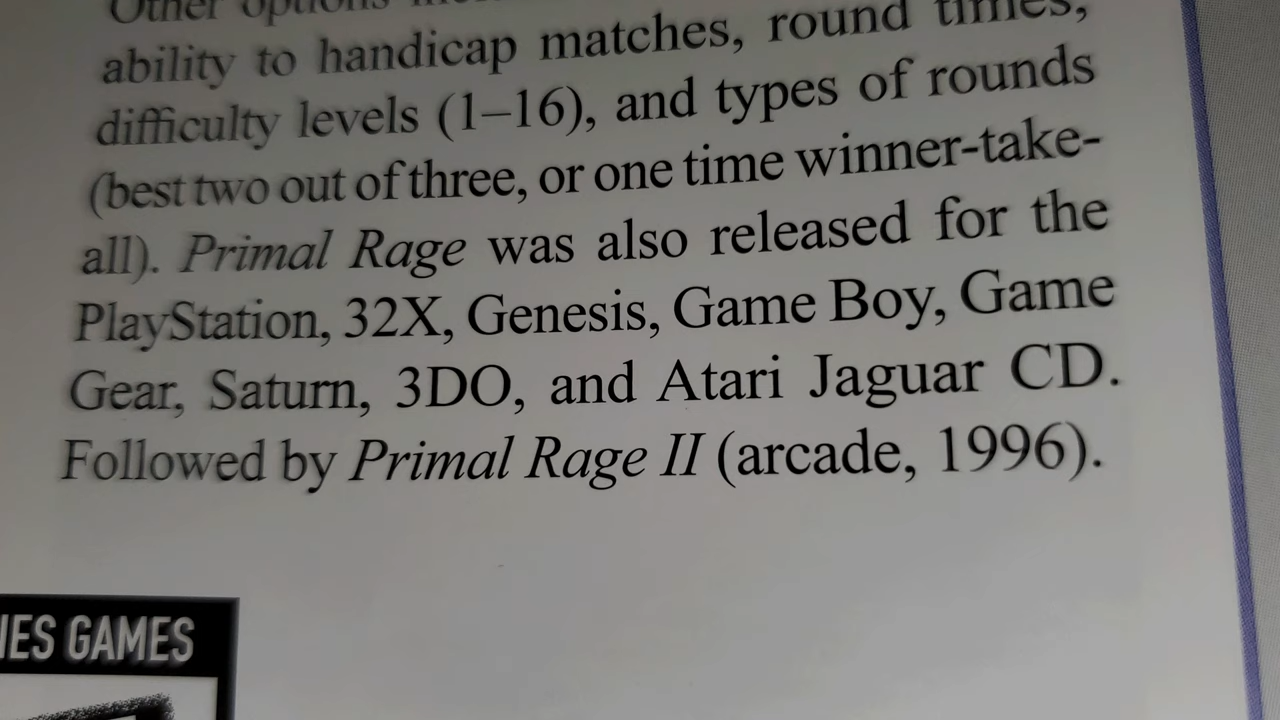 Other options
ability to handicap matches, round times,
difficulty levels (1–16), and types of rounds
(best two out of three, or one time winner-take-
all). Primal Rage was also released for the
PlayStation, 32X, Genesis, Game Boy, Game
Gear, Saturn, 3DO, and Atari Jaguar CD.
Followed by Primal Rage II (arcade, 1996).
GAMES